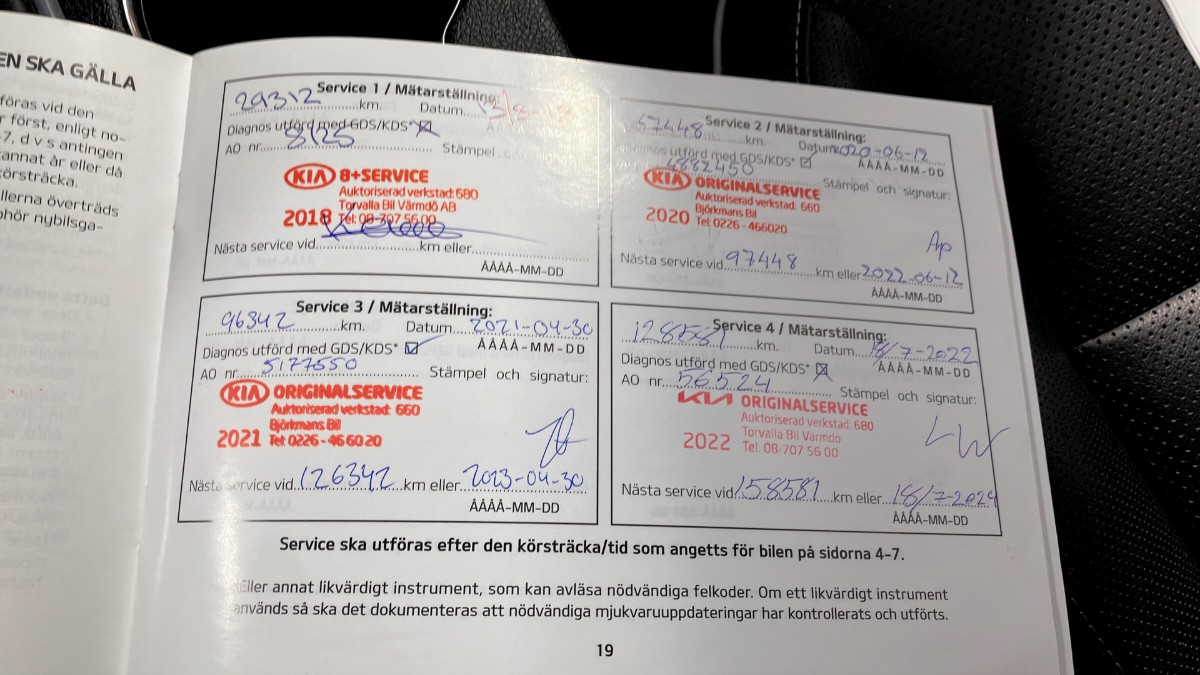 EN SKA GÄLLA
föras vid den
r först, enligt no-
-7, d v s antingen
annat år eller då
körsträcka.
llerna överträds
phör nybilsga-
Service 1 / Mätarställning:
29312 km. Datum 13/8-18
ÅÅÅÅ-MM-DD
Diagnos utförd med GDS/KDS*
AO nr. 8125 Stämpel och signatur:
KIA 8+SERVICE
Auktoriserad verkstad: 680
Torvalla Bil Värmdö AB
2018 Tel: 08-707 56 00
Nästa service vid km eller
ÅÅÅÅ-MM-DD
Service 2 / Mätarställning:
67448 km. Datum 2020-06-12
Diagnos utförd med GDS/KDS* ÅÅÅÅ-MM-DD
4882450 Stämpel och signatur:
KIA ORIGINALSERVICE
Auktoriserad verkstad: 660
Björkmans Bil
2020 Tel: 0226-466020
Nästa service vid 97448 km eller 2022-06-12
ÅÅÅÅ-MM-DD
Service 3 / Mätarställning:
96342 km. Datum 2021-04-30
Diagnos utförd med GDS/KDS* ÅÅÅÅ-MM-DD
AO nr. 5177550 Stämpel och signatur:
KIA ORIGINALSERVICE
Auktoriserad verkstad: 660
Björkmans Bil
2021 Tel: 0226-46 60 20
Nästa service vid 126342 km eller 2023-04-30
ÅÅÅÅ-MM-DD
Service 4 / Mätarställning:
128581 km. Datum 18/7-2022
Diagnos utförd med GDS/KDS* ÅÅÅÅ-MM-DD
AO nr. 56524 Stämpel och signatur:
KIA ORIGINALSERVICE
Auktoriserad verkstad: 680
Torvalla Bil Värmdö
2022 Tel: 08-707 56 00
LW
Nästa service vid 158581 km eller 18/7-2024
ÅÅÅÅ-MM-DD
Service ska utföras efter den körsträcka/tid som angetts för bilen på sidorna 4-7.
Eller annat likvärdigt instrument, som kan avläsa nödvändiga felkoder. Om ett likvärdigt instrument
används så ska det dokumenteras att nödvändiga mjukvaruuppdateringar har kontrollerats och utförts.
19